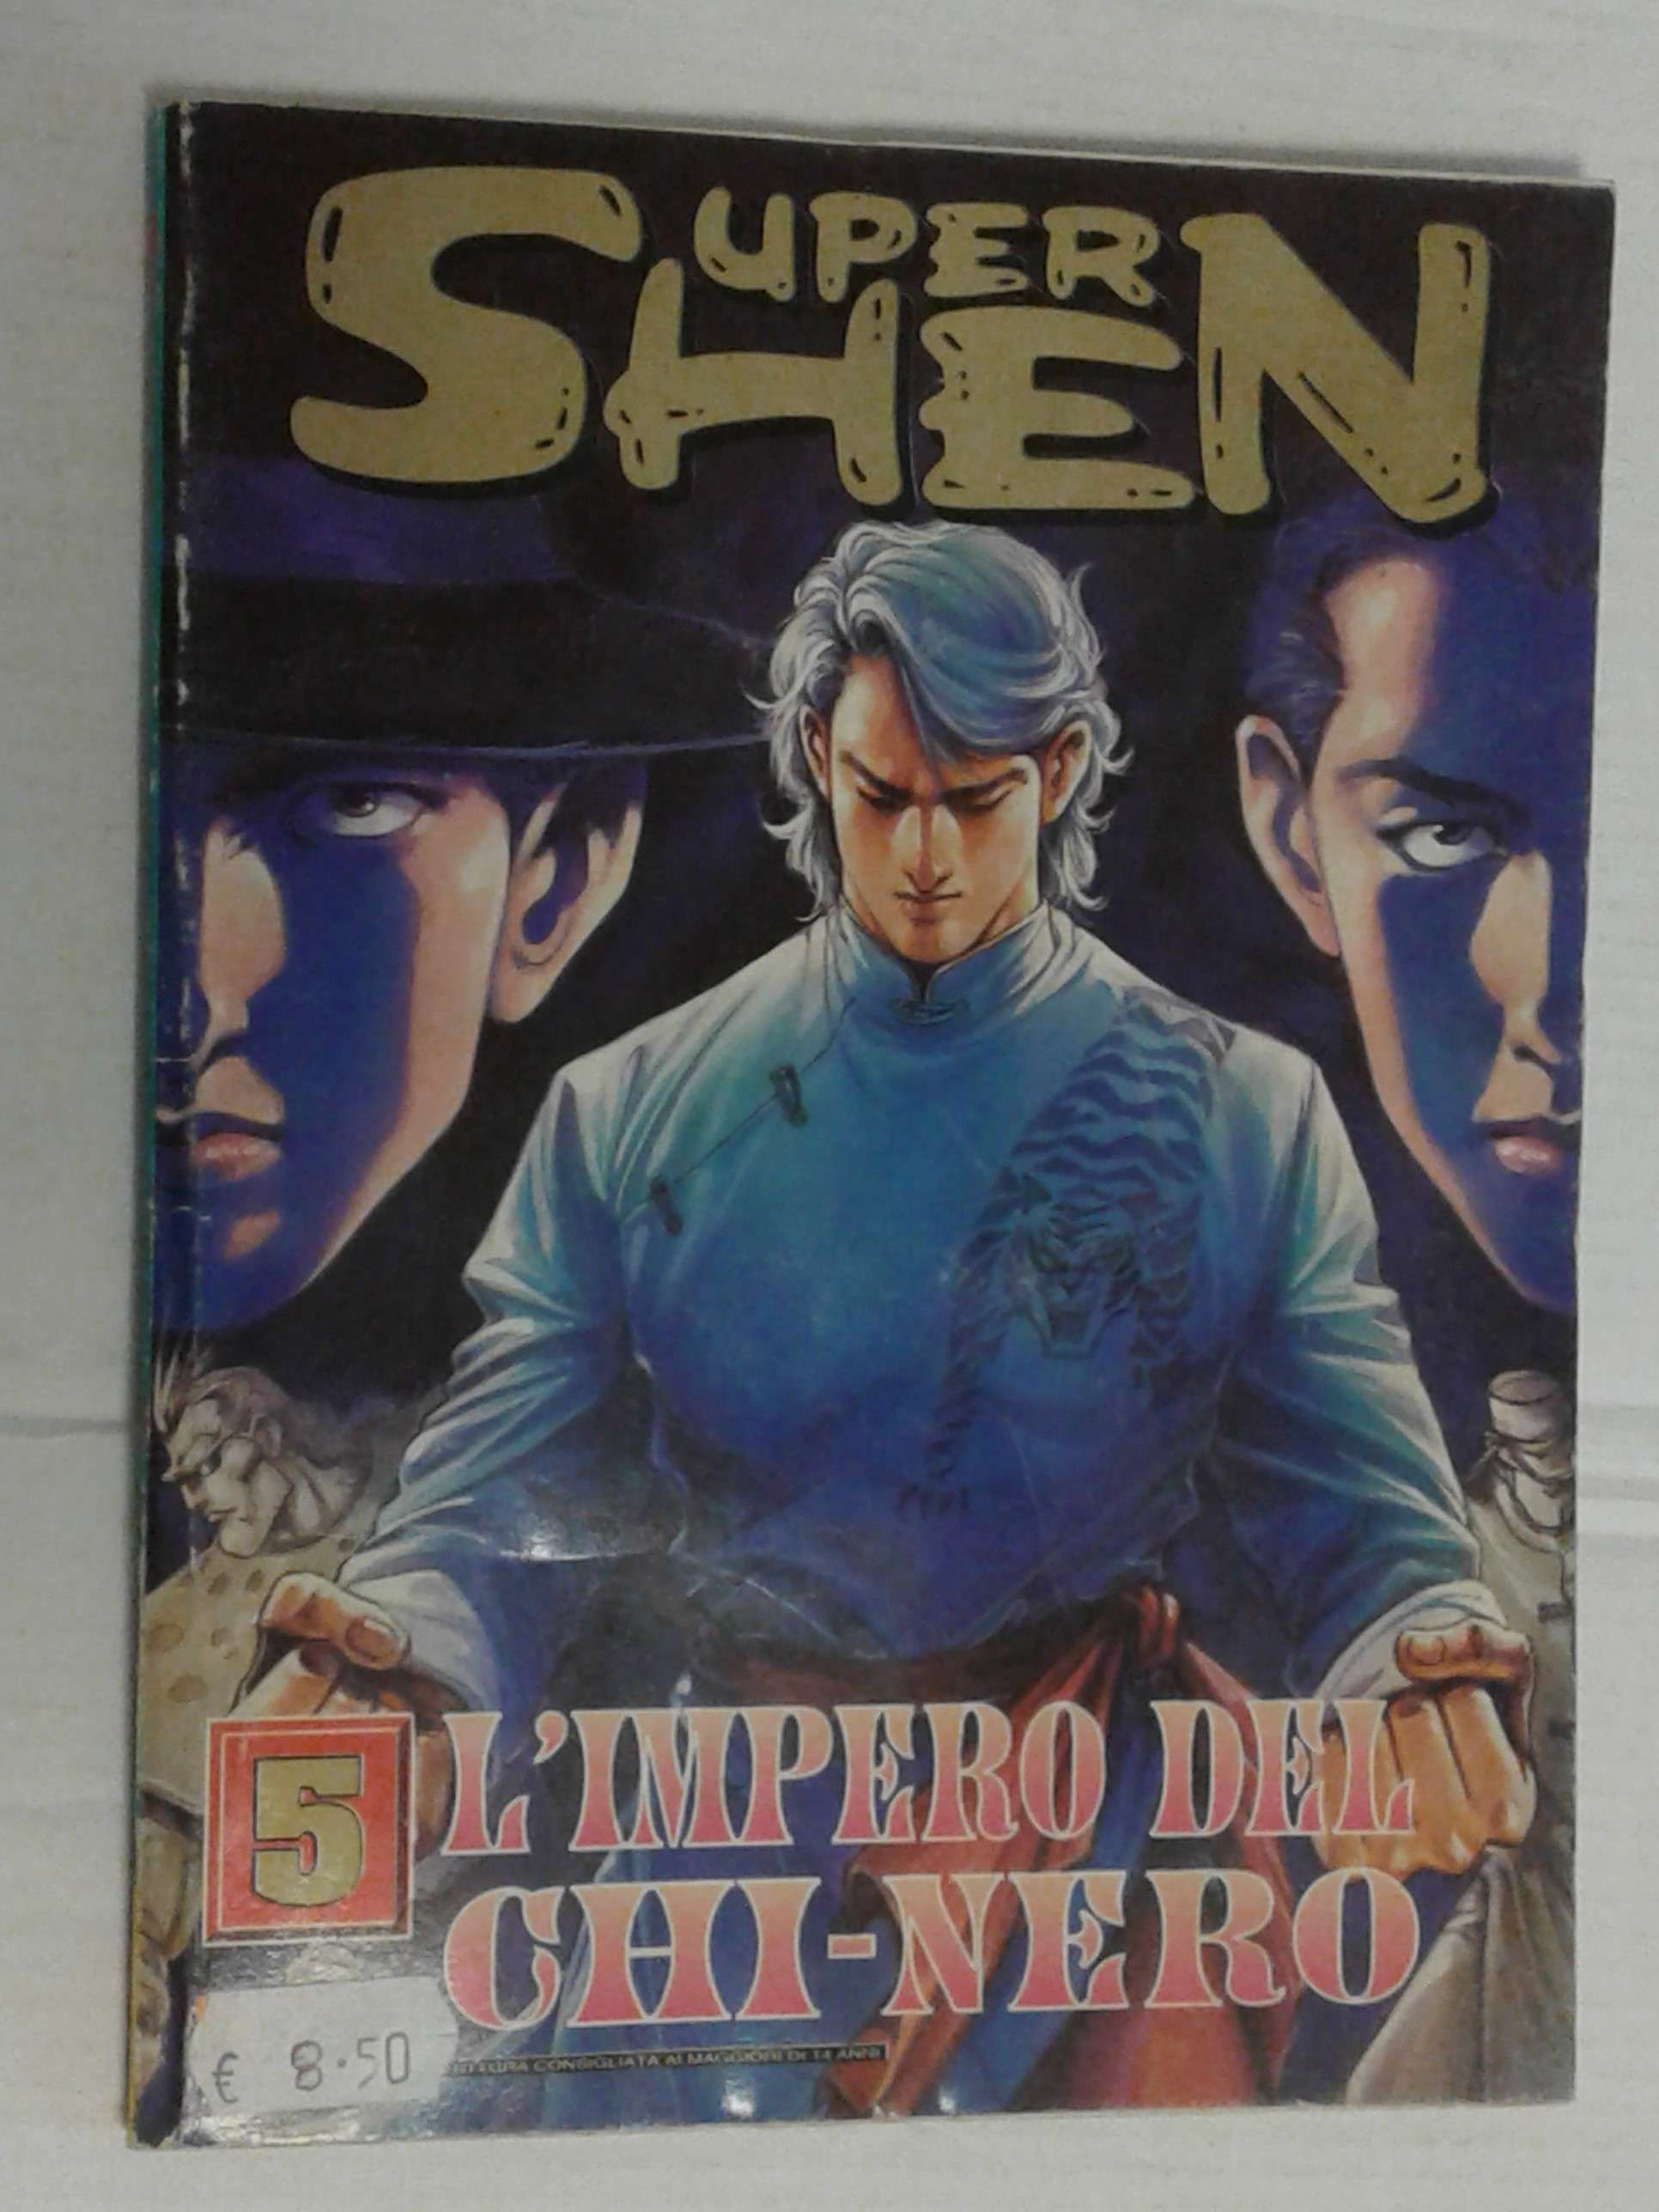 SUPER
SHEN
5
L'IMPERO DEL
CHI-NERO
LETTURA CONSIGLIATA AI MAGGIORI DI 14 ANNI
€ 8.50